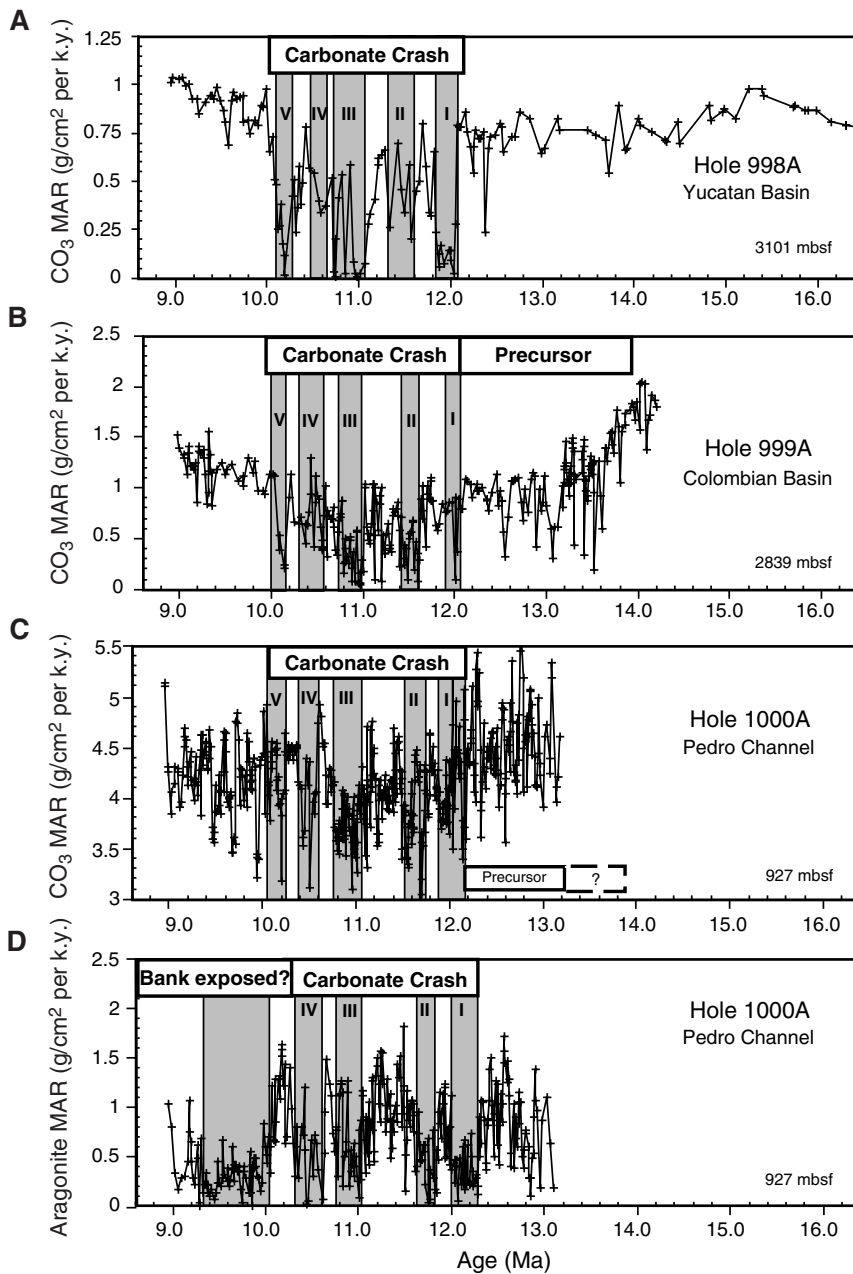 A
1.25
1
0.75
0.5
0.25
0
CO3 MAR (g/cm2 per k.y.)
Carbonate Crash
V IV III II I
Hole 998A
Yucatan Basin
3101 mbsf
9.0 10.0 11.0 12.0 13.0 14.0 15.0 16.0
B
2.5
2
1.5
1
0.5
0
CO3 MAR (g/cm2 per k.y.)
Carbonate Crash Precursor
V IV III II I
Hole 999A
Colombian Basin
2839 mbsf
9.0 10.0 11.0 12.0 13.0 14.0 15.0 16.0
C
5.5
5
4.5
4
3.5
3
CO3 MAR (g/cm2 per k.y.)
Carbonate Crash
V IV III II I
Hole 1000A
Pedro Channel
Precursor ?
927 mbsf
9.0 10.0 11.0 12.0 13.0 14.0 15.0 16.0
D
2.5
2
1.5
1
0.5
0
Aragonite MAR (g/cm2 per k.y.)
Bank exposed? Carbonate Crash
IV III II I
Hole 1000A
Pedro Channel
927 mbsf
9.0 10.0 11.0 12.0 13.0 14.0 15.0 16.0
Age (Ma)